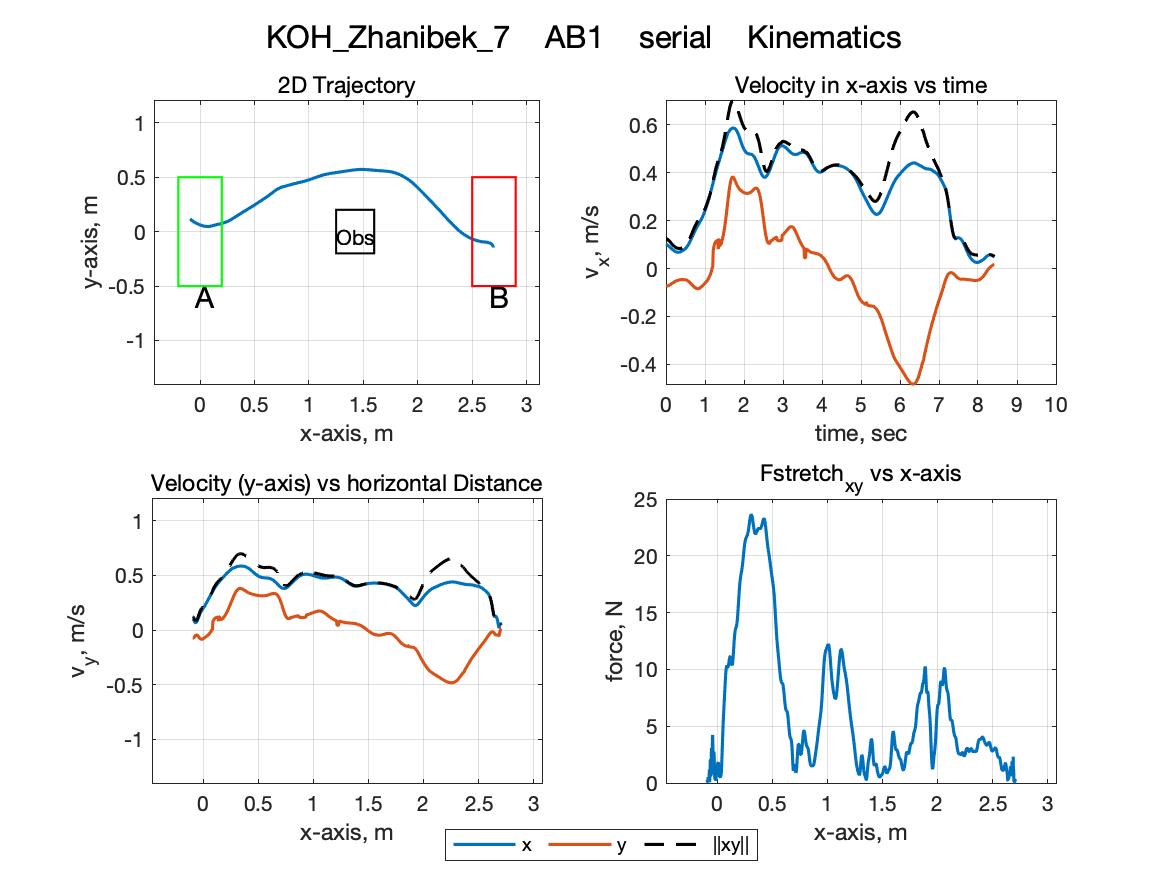 KOH_Zhanibek_7 AB1 serial Kinematics
2D Trajectory
1
0.5
0
-0.5
-1
y-axis, m
Obs
A
B
0 0.5 1 1.5 2 2.5 3
x-axis, m
Velocity in x-axis vs time
0.6
0.4
0.2
0
-0.2
-0.4
v_x, m/s
0 1 2 3 4 5 6 7 8 9 10
time, sec
Velocity (y-axis) vs horizontal Distance
1
0.5
0
-0.5
-1
v_y, m/s
0 0.5 1 1.5 2 2.5 3
x-axis, m
Fstretch_xy vs x-axis
25
20
15
10
5
0
force, N
0 0.5 1 1.5 2 2.5 3
x-axis, m
x y ||xy||